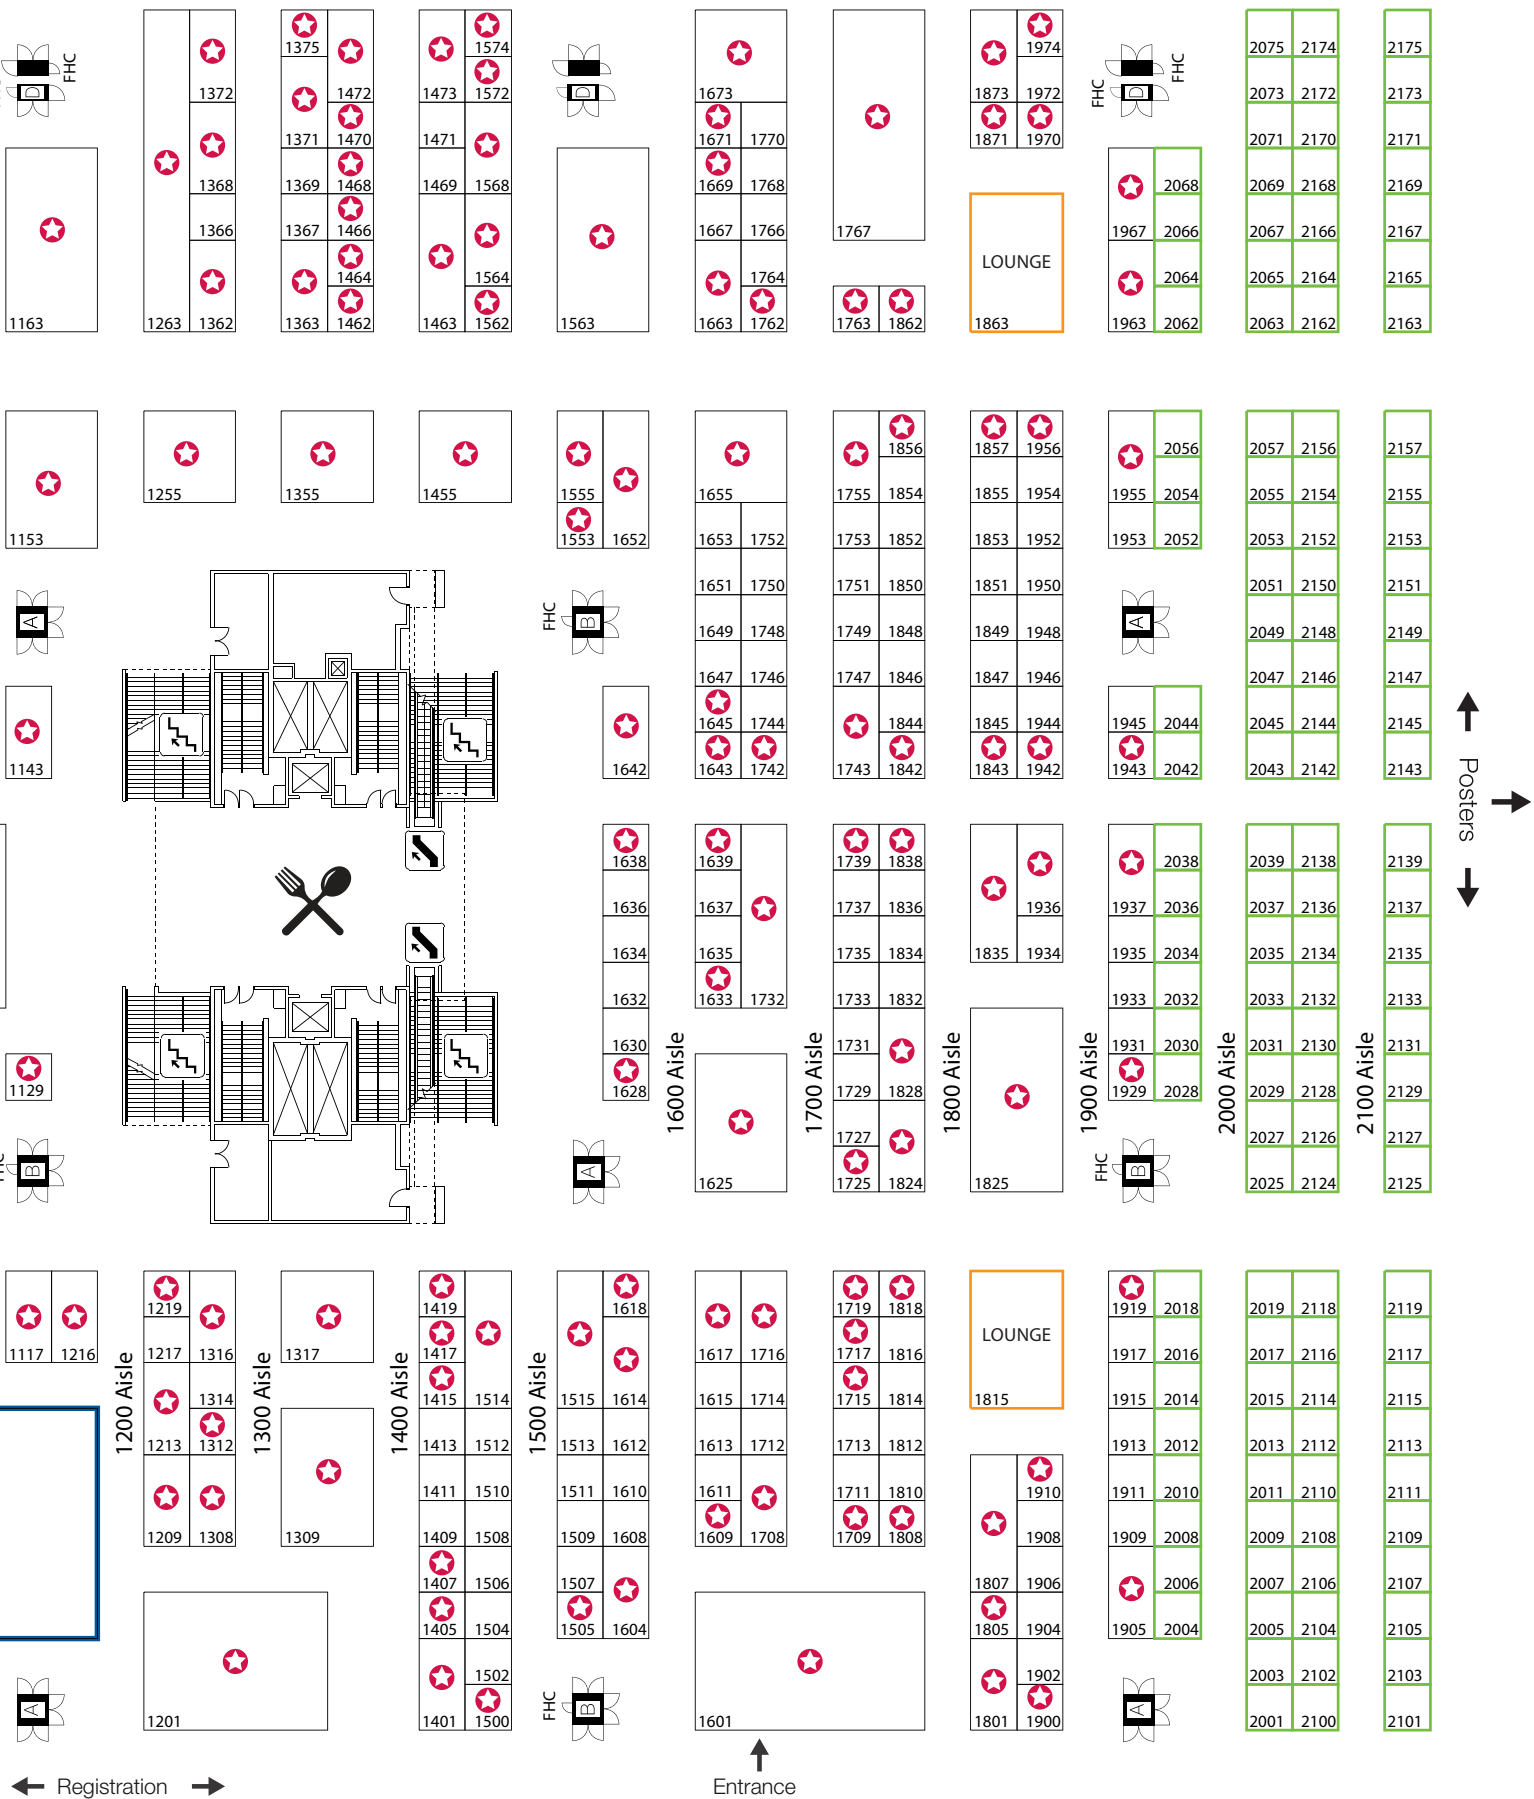 1375 1574 1974 2075 2174 2175
FHC FHC FHC
D D D
1372 1472 1473 1572 1673 1873 1972 2073 2172 2173
1371 1470 1471 1671 1770 1871 1970 2071 2170 2171
1368 1369 1468 1469 1568 1669 1768 2068 2069 2168 2169
1366 1367 1466 1667 1766 1767 1967 2066 2067 2166 2167
LOUNGE
1464 1564 1764 2064 2065 2164 2165
1163 1263 1362 1363 1462 1463 1562 1563 1663 1762 1763 1862 1863 1963 2062 2063 2162 2163
1856 1857 1956 2056 2057 2156 2157
1255 1355 1455 1555 1655 1755 1854 1855 1954 1955 2054 2055 2154 2155
1153 1553 1652 1653 1752 1753 1852 1853 1952 1953 2052 2053 2152 2153
1651 1750 1751 1850 1851 1950 2051 2150 2151
A FHC B A
1649 1748 1749 1848 1849 1948 2049 2148 2149
1647 1746 1747 1846 1847 1946 2047 2146 2147
1645 1744 1844 1845 1944 1945 2044 2045 2144 2145
1143 1642 1643 1742 1743 1842 1843 1942 1943 2042 2043 2142 2143
Posters
1638 1639 1739 1838 2038 2039 2138 2139
1636 1637 1737 1836 1936 1937 2036 2037 2136 2137
1634 1635 1735 1834 1835 1934 1935 2034 2035 2134 2135
1632 1633 1732 1733 1832 1933 2032 2033 2132 2133
1630 1731 1931 2030 2031 2130 2131
1129 1628 1729 1828 1929 2028 2029 2128 2129
1600 Aisle 1700 Aisle 1800 Aisle 1900 Aisle 2000 Aisle 2100 Aisle
1727 2027 2126 2127
B A FHC B
1625 1725 1824 1825 2025 2124 2125
1219 1419 1618 1719 1818 1919 2018 2019 2118 2119
LOUNGE
1117 1216 1217 1316 1317 1417 1617 1716 1717 1816 1917 2016 2017 2116 2117
1314 1415 1514 1515 1614 1615 1714 1715 1814 1815 1915 2014 2015 2114 2115
1200 Aisle 1300 Aisle 1400 Aisle 1500 Aisle
1213 1312 1413 1512 1513 1612 1613 1712 1713 1812 1913 2012 2013 2112 2113
1411 1510 1511 1610 1611 1711 1810 1910 1911 2010 2011 2110 2111
1209 1308 1309 1409 1508 1509 1608 1609 1708 1709 1808 1908 1909 2008 2009 2108 2109
1407 1506 1507 1807 1906 2006 2007 2106 2107
1405 1504 1505 1604 1805 1904 1905 2004 2005 2104 2105
1502 1902 2003 2102 2103
A FHC B A
1201 1401 1500 1601 1801 1900 2001 2100 2101
Registration Entrance